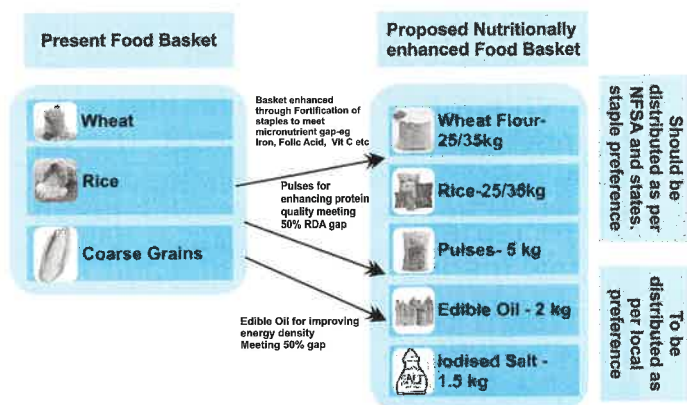 Present Food Basket
Proposed Nutritionally
enhanced Food Basket
Wheat
Rice
Coarse Grains
Basket enhanced
through Fortification of
staples to meet
micronutrient gap-eg
Iron, Folic Acid, Vit C etc
Pulses for
enhancing protein
quality meeting
50% RDA gap
Edible Oil for improving
energy density
Meeting 50% gap
Wheat Flour-
25/35kg
Rice-25/35kg
Pulses- 5 kg
Edible Oil - 2 kg
SALT
Iodised Salt -
1.5 kg
Should be
distributed as per
NFSA and states.
staple preference
To be
distributed as
per local
preference